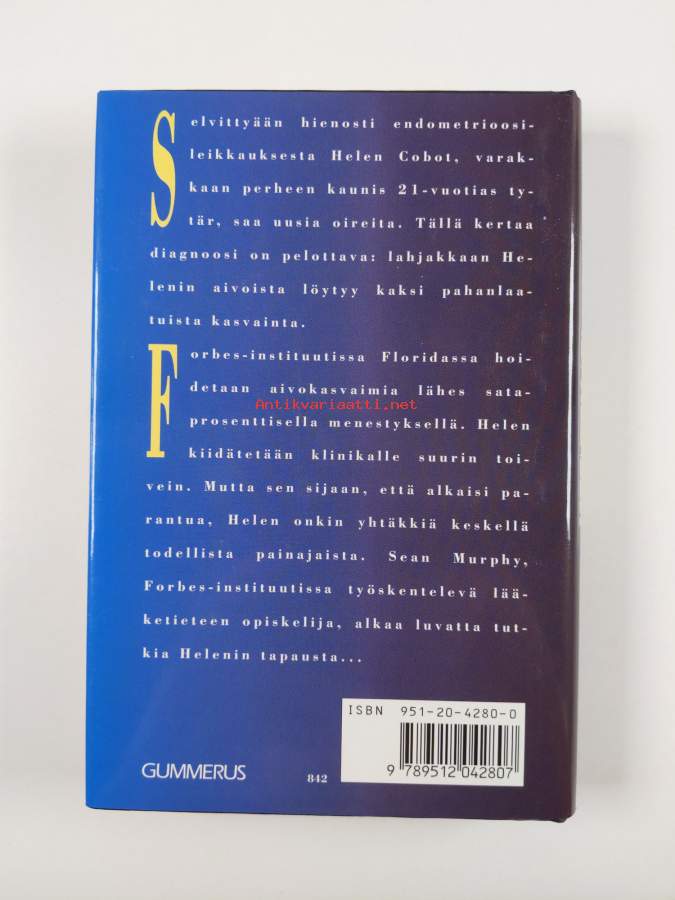 Selvittyään hienosti endometrioosi-
leikkauksesta Helen Cobot, varak-
kaan perheen kaunis 21-vuotias ty-
tär, saa uusia oireita. Tällä kertaa
diagnoosi on pelottava: lahjakkaan He-
lenin aivoista löytyy kaksi pahanlaa-
tuista kasvainta.
Forbes-instituutissa Floridassa hoi-
detaan aivokasvaimia lähes sata-
Antikvariaatti.net
prosenttisella menestyksellä. Helen
kiidätetään klinikalle suurin toi-
vein. Mutta sen sijaan, että alkaisi pa-
rantua, Helen onkin yhtäkkiä keskellä
todellista painajaista. Sean Murphy,
Forbes-instituutissa työskentelevä lää-
ketieteen opiskelija, alkaa luvatta tut-
kia Helenin tapausta...
ISBN 951-20-4280-0
9 789512 042807
GUMMERUS
842